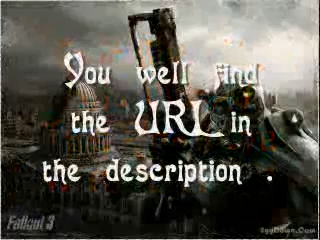 You well find
the URL in
the description .
Fallout 3